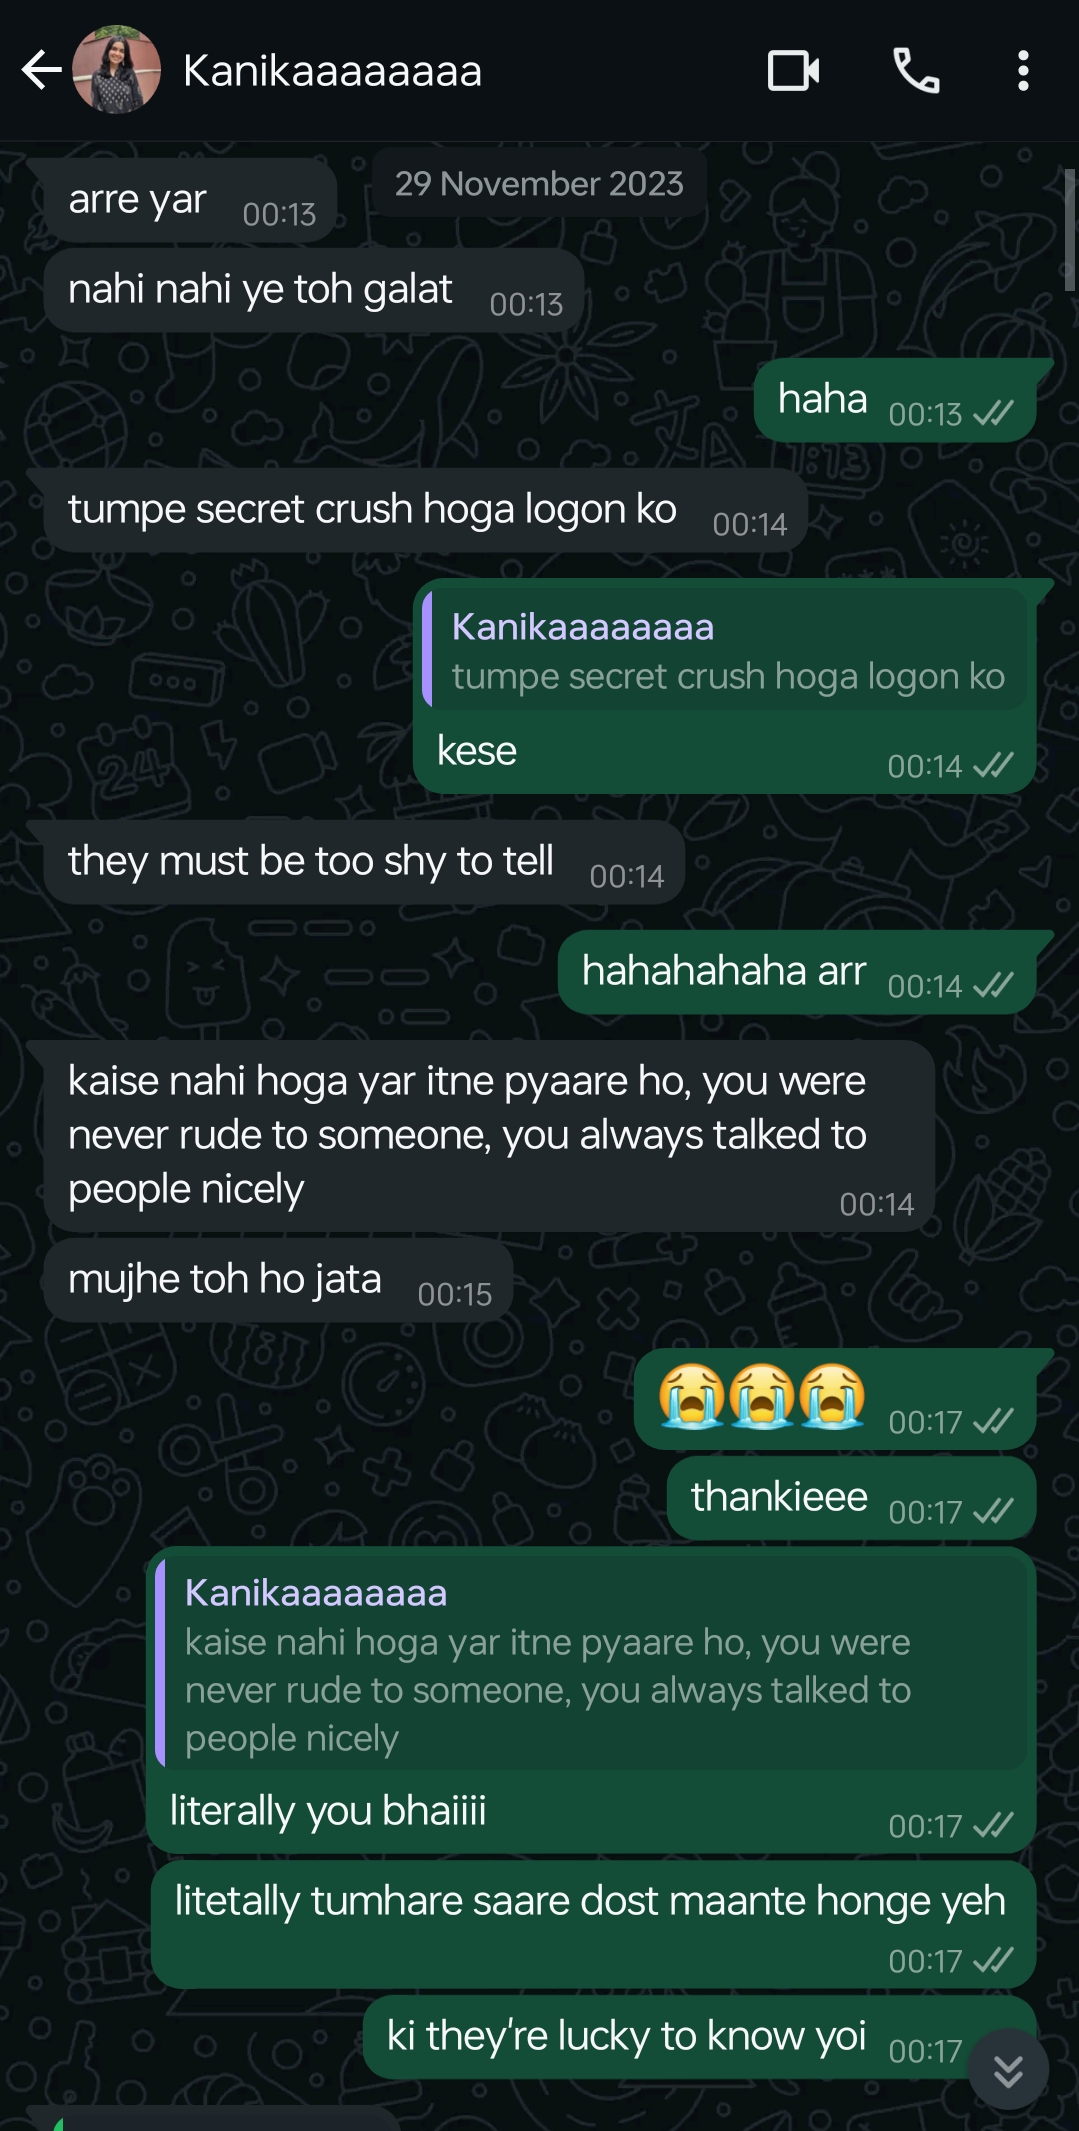 Kanikaaaaaaaa
29 November 2023
arre yar 00:13
nahi nahi ye toh galat 00:13
haha 00:13
tumpe secret crush hoga logon ko 00:14
Kanikaaaaaaaa
tumpe secret crush hoga logon ko
kese 00:14
they must be too shy to tell 00:14
hahahahaha arr 00:14
kaise nahi hoga yar itne pyaare ho, you were
never rude to someone, you always talked to
people nicely 00:14
mujhe toh ho jata 00:15
😭😭😭 00:17
thankieee 00:17
Kanikaaaaaaaa
kaise nahi hoga yar itne pyaare ho, you were
never rude to someone, you always talked to
people nicely
literally you bhaiiii 00:17
litetally tumhare saare dost maante honge yeh
00:17
ki they're lucky to know yoi 00:17